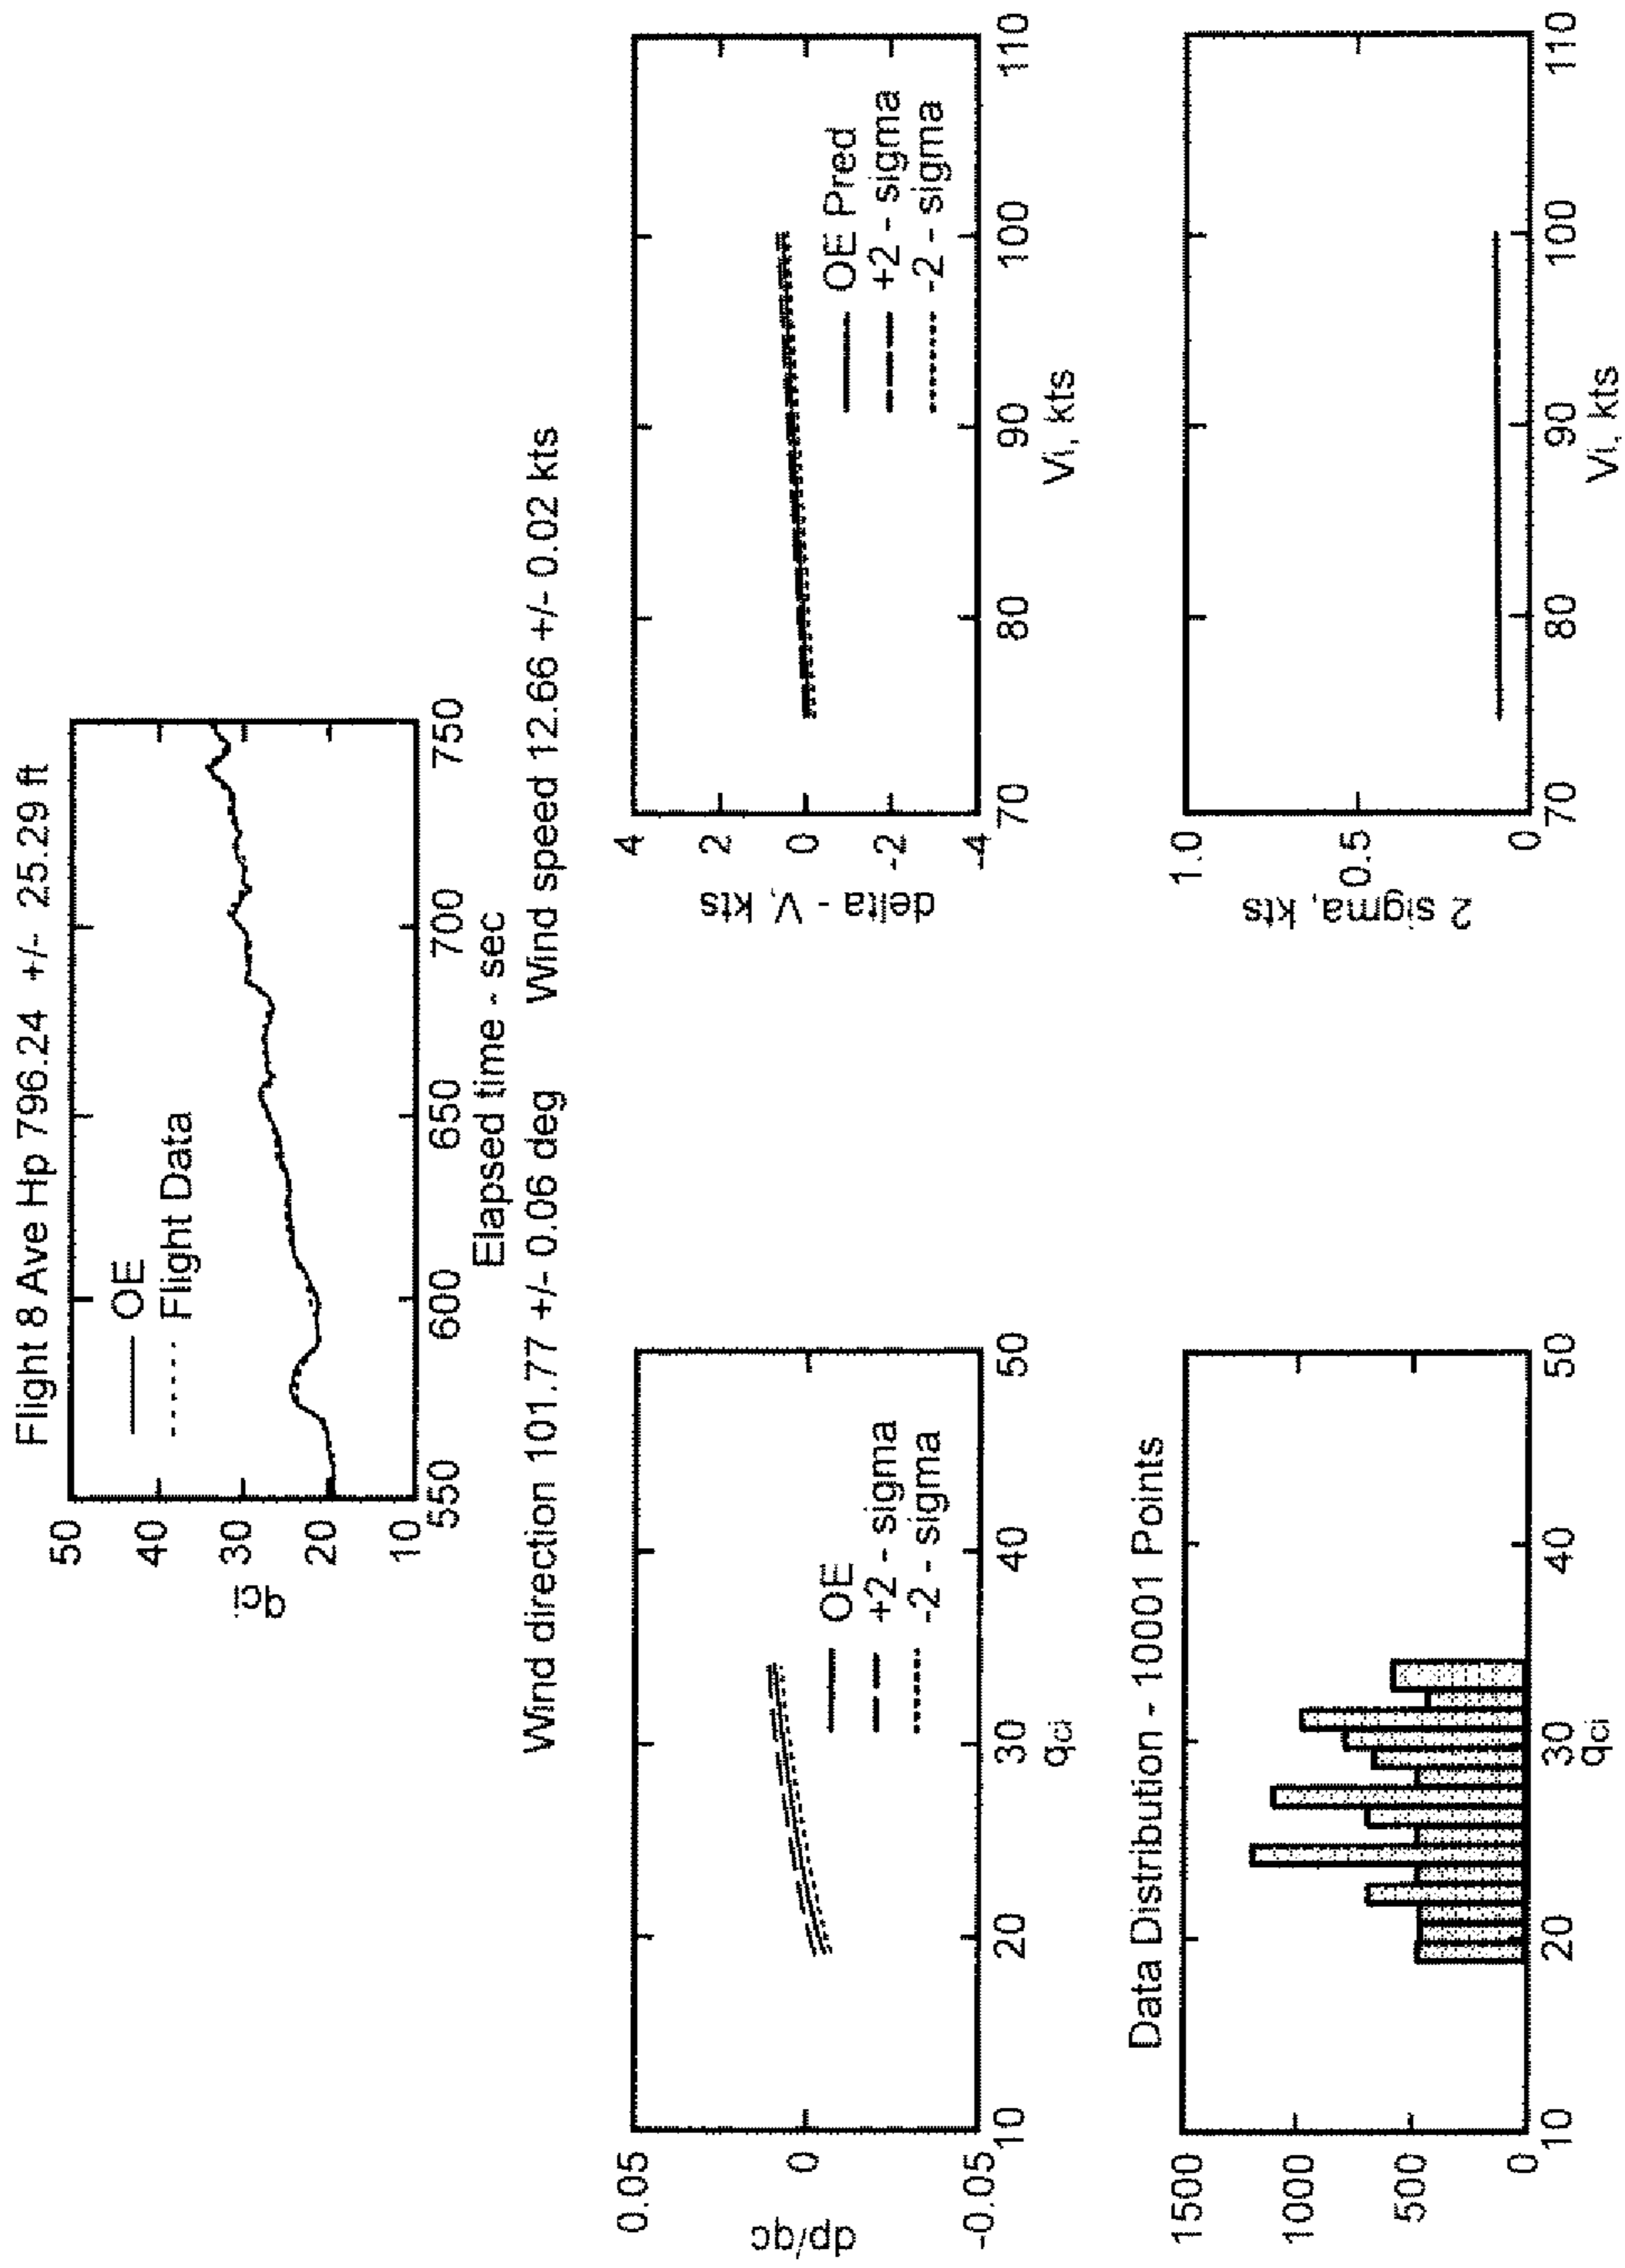 Flight 8 Ave Hp 796.24 +/- 25.29 ft
50
40
30
20
10
qci
OE
Flight Data
550
600
650
700
750
Elapsed time - sec
Wind direction 101.77 +/- 0.06 deg Wind speed 12.66 +/- 0.02 kts
0.05
0
-0.05
dp/qc
OE
+2 - sigma
-2 - sigma
10
20
30
40
50
qci
4
2
0
-2
-4
delta - V, kts
OE Pred
+2 - sigma
-2 - sigma
70
80
90
100
110
Vi, kts
Data Distribution - 10001 Points
1500
1000
500
0
10
20
30
40
50
qci
1.0
0.5
0
2 sigma, kts
70
80
90
100
110
Vi, kts